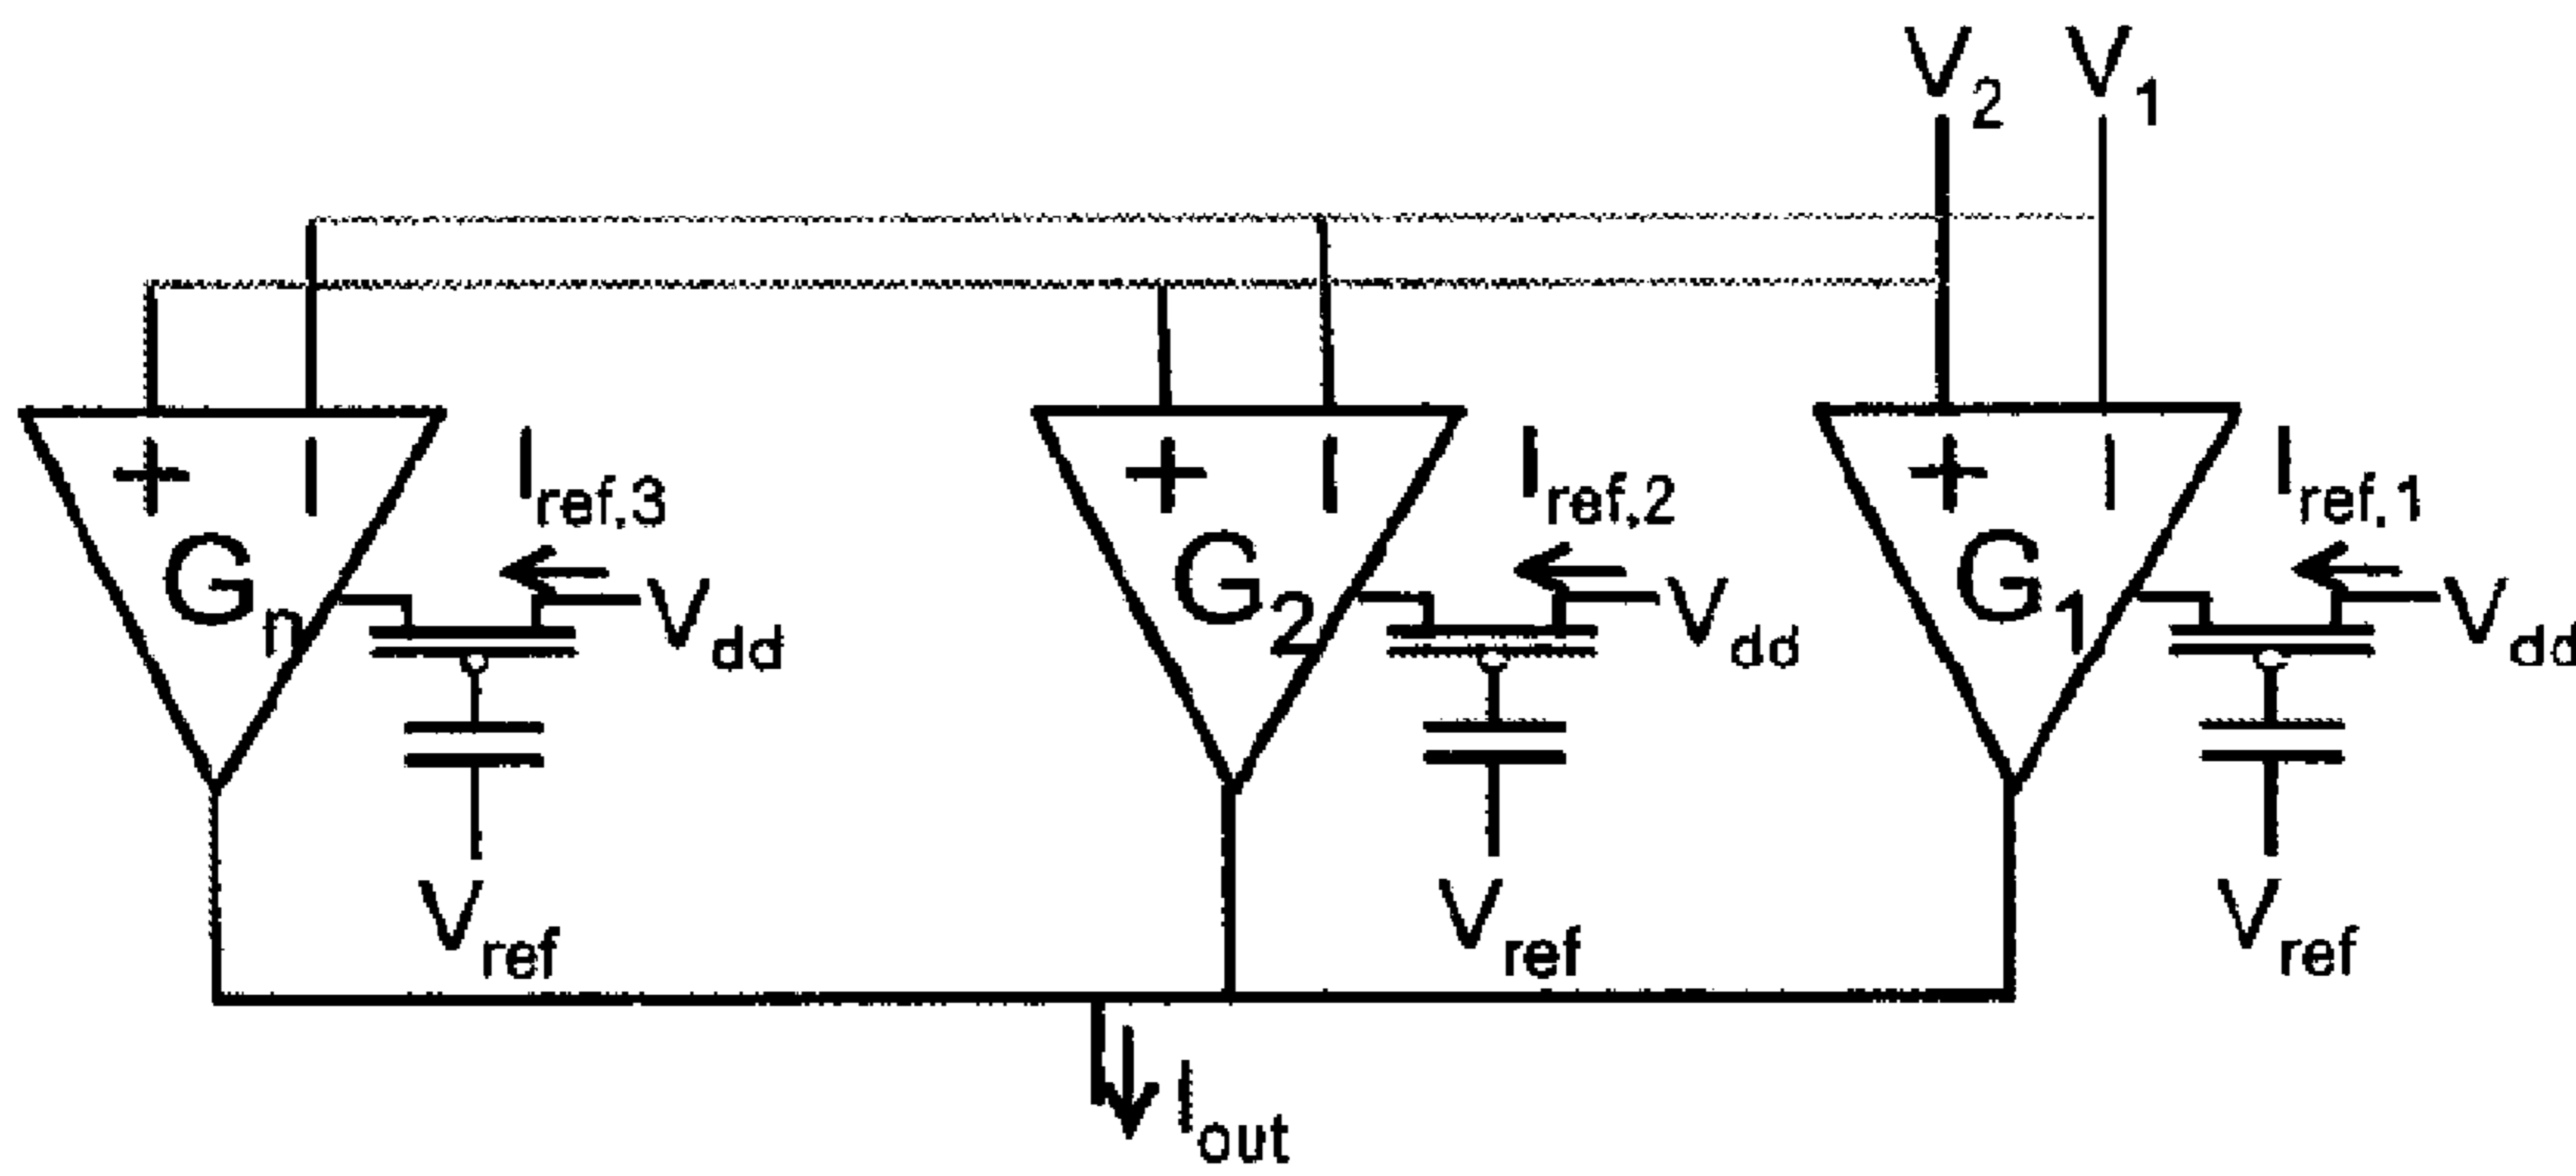 V2 V1
+ − Iref,3 + − Iref,2 + − Iref,1
Gn Vdd G2 Vdd G1 Vdd
Vref Vref Vref
Iout